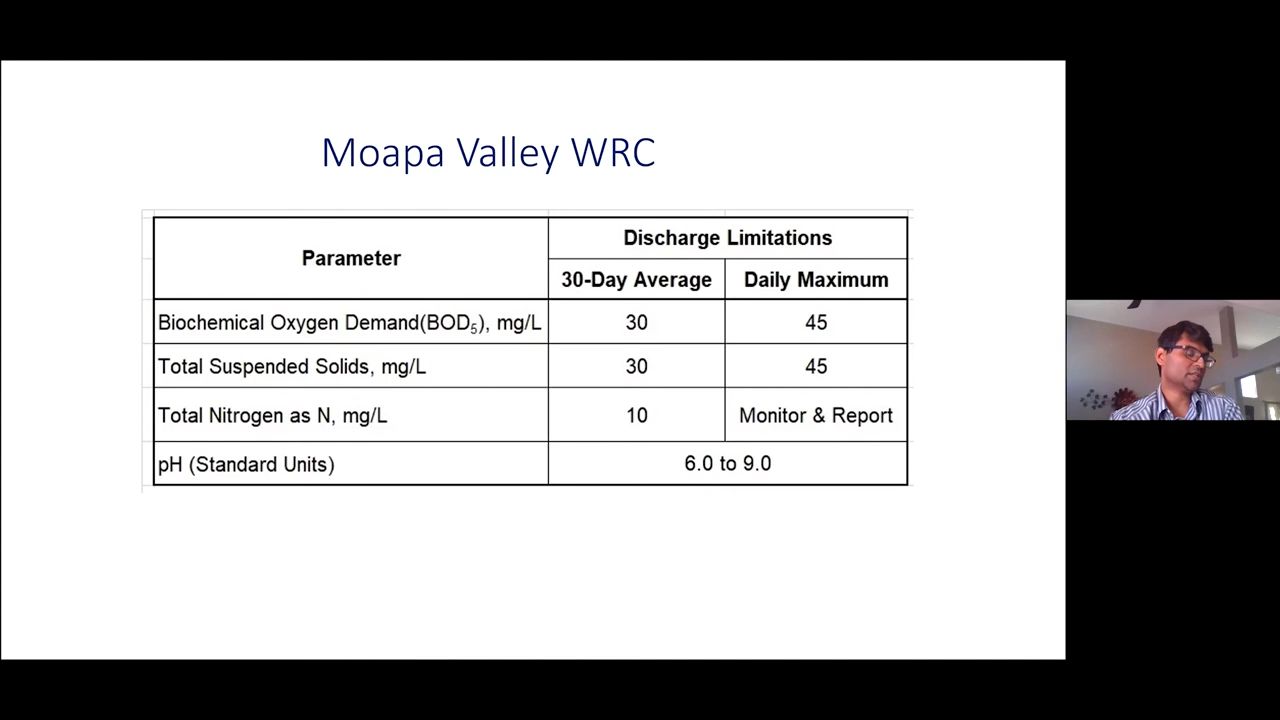 Moapa Valley WRC
Parameter
Discharge Limitations
30-Day Average
Daily Maximum
Biochemical Oxygen Demand(BOD₅), mg/L
30
45
Total Suspended Solids, mg/L
30
45
Total Nitrogen as N, mg/L
10
Monitor & Report
pH (Standard Units)
6.0 to 9.0